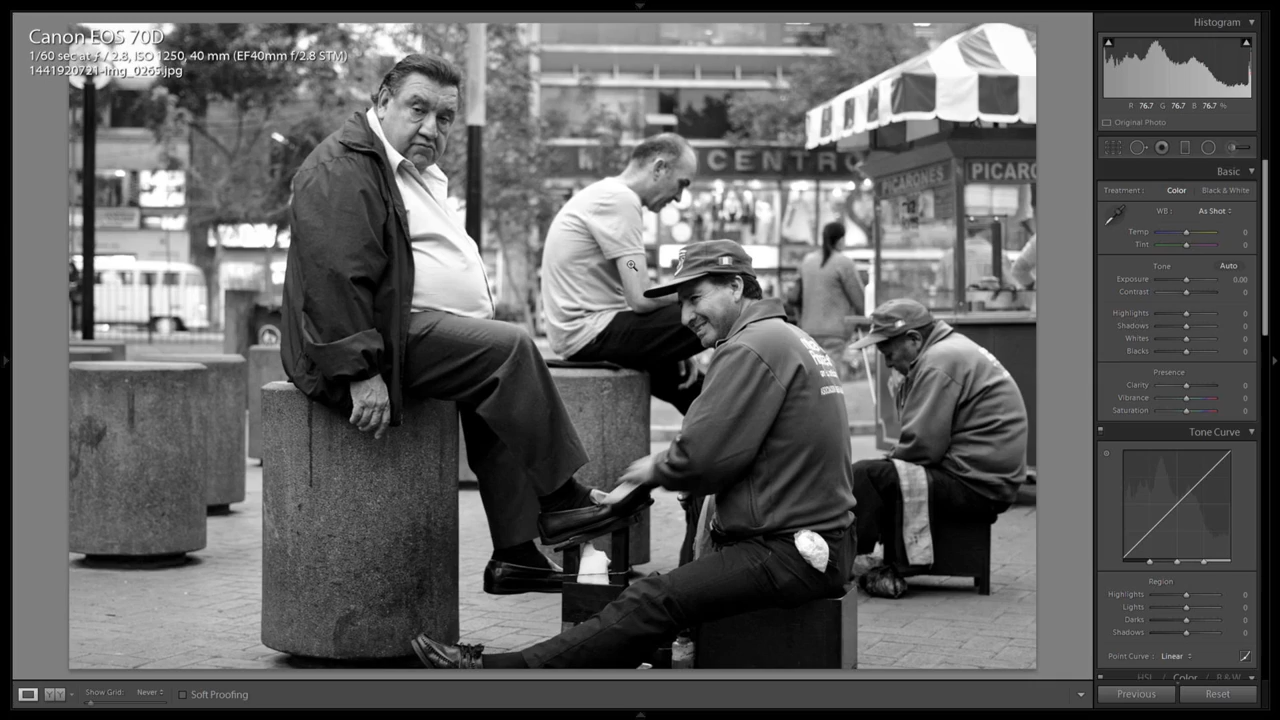 Canon EOS 70D
1/60 sec at ƒ / 2.8, ISO 1250, 40 mm (EF40mm f/2.8 STM)
1441920721-img_0265.jpg
CENTRO
PICARONES
PICARO
Histogram
R 76.7 G 76.7 B 76.7 %
Original Photo
Basic
Treatment : Color Black & White
WB : As Shot
Temp 0
Tint 0
Tone Auto
Exposure 0.00
Contrast 0
Highlights 0
Shadows 0
Whites 0
Blacks 0
Presence
Clarity 0
Vibrance 0
Saturation 0
Tone Curve
Region
Highlights 0
Lights 0
Darks 0
Shadows 0
Point Curve : Linear
HSL / Color / B & W
Previous Reset
Show Grid: Never Soft Proofing